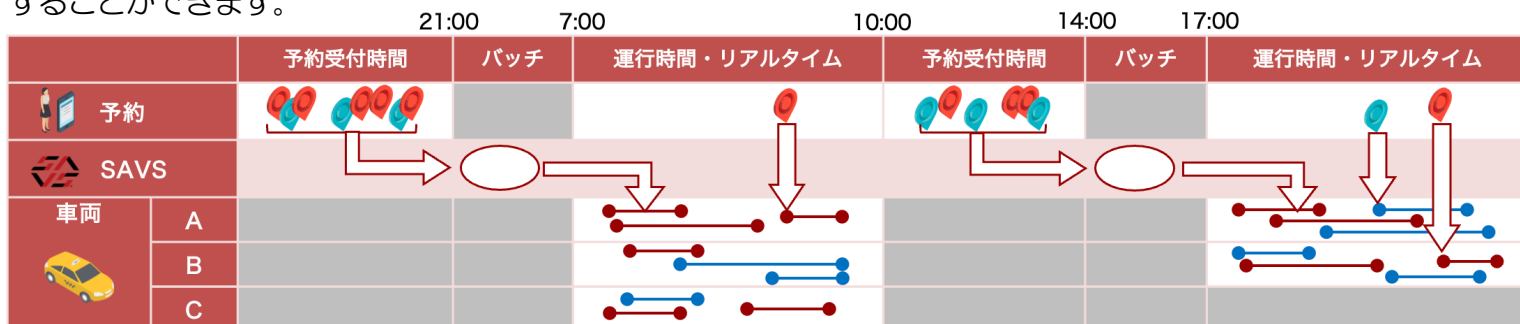 することができます。
21:00 7:00 10:00 14:00 17:00
予約受付時間 バッチ 運行時間・リアルタイム 予約受付時間 バッチ 運行時間・リアルタイム
予約
SAVS
車両 A
B
C